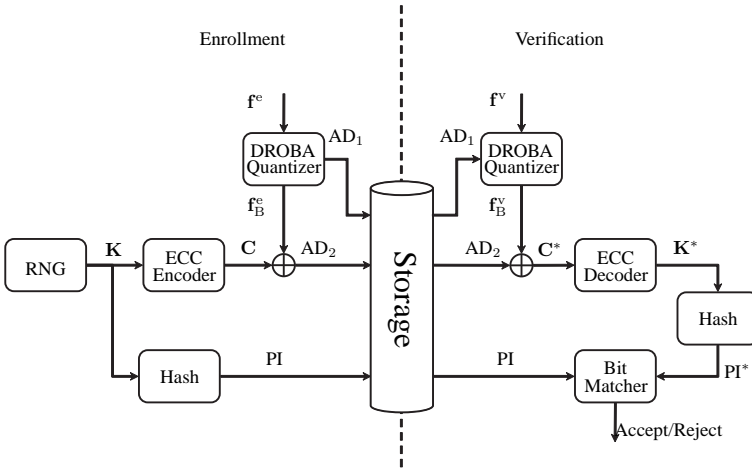 Enrollment
Verification
f^e
f^v
DROBA
Quantizer
AD_1
AD_1
DROBA
Quantizer
f_B^e
f_B^v
RNG
K
ECC
Encoder
C
AD_2
Storage
AD_2
C*
ECC
Decoder
K*
Hash
Hash
PI
PI
Bit
Matcher
PI*
Accept/Reject